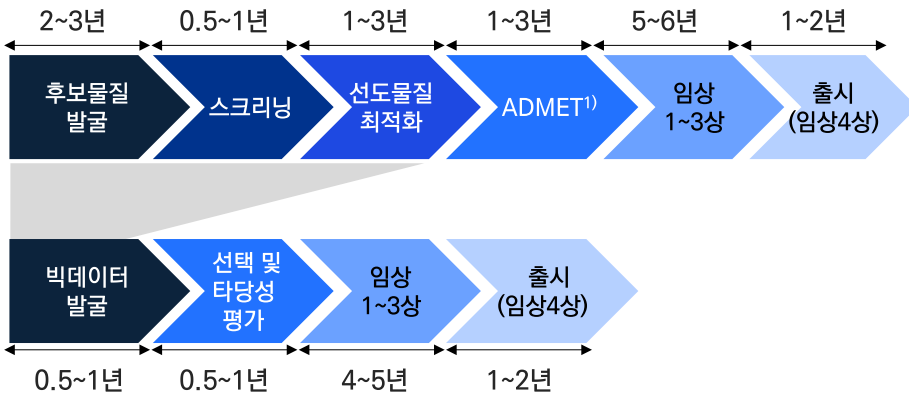 2~3년
0.5~1년
1~3년
1~3년
5~6년
1~2년
후보물질
발굴
스크리닝
선도물질
최적화
ADMET¹⁾
임상
1~3상
출시
(임상4상)
빅데이터
발굴
선택 및
타당성
평가
임상
1~3상
출시
(임상4상)
0.5~1년
0.5~1년
4~5년
1~2년